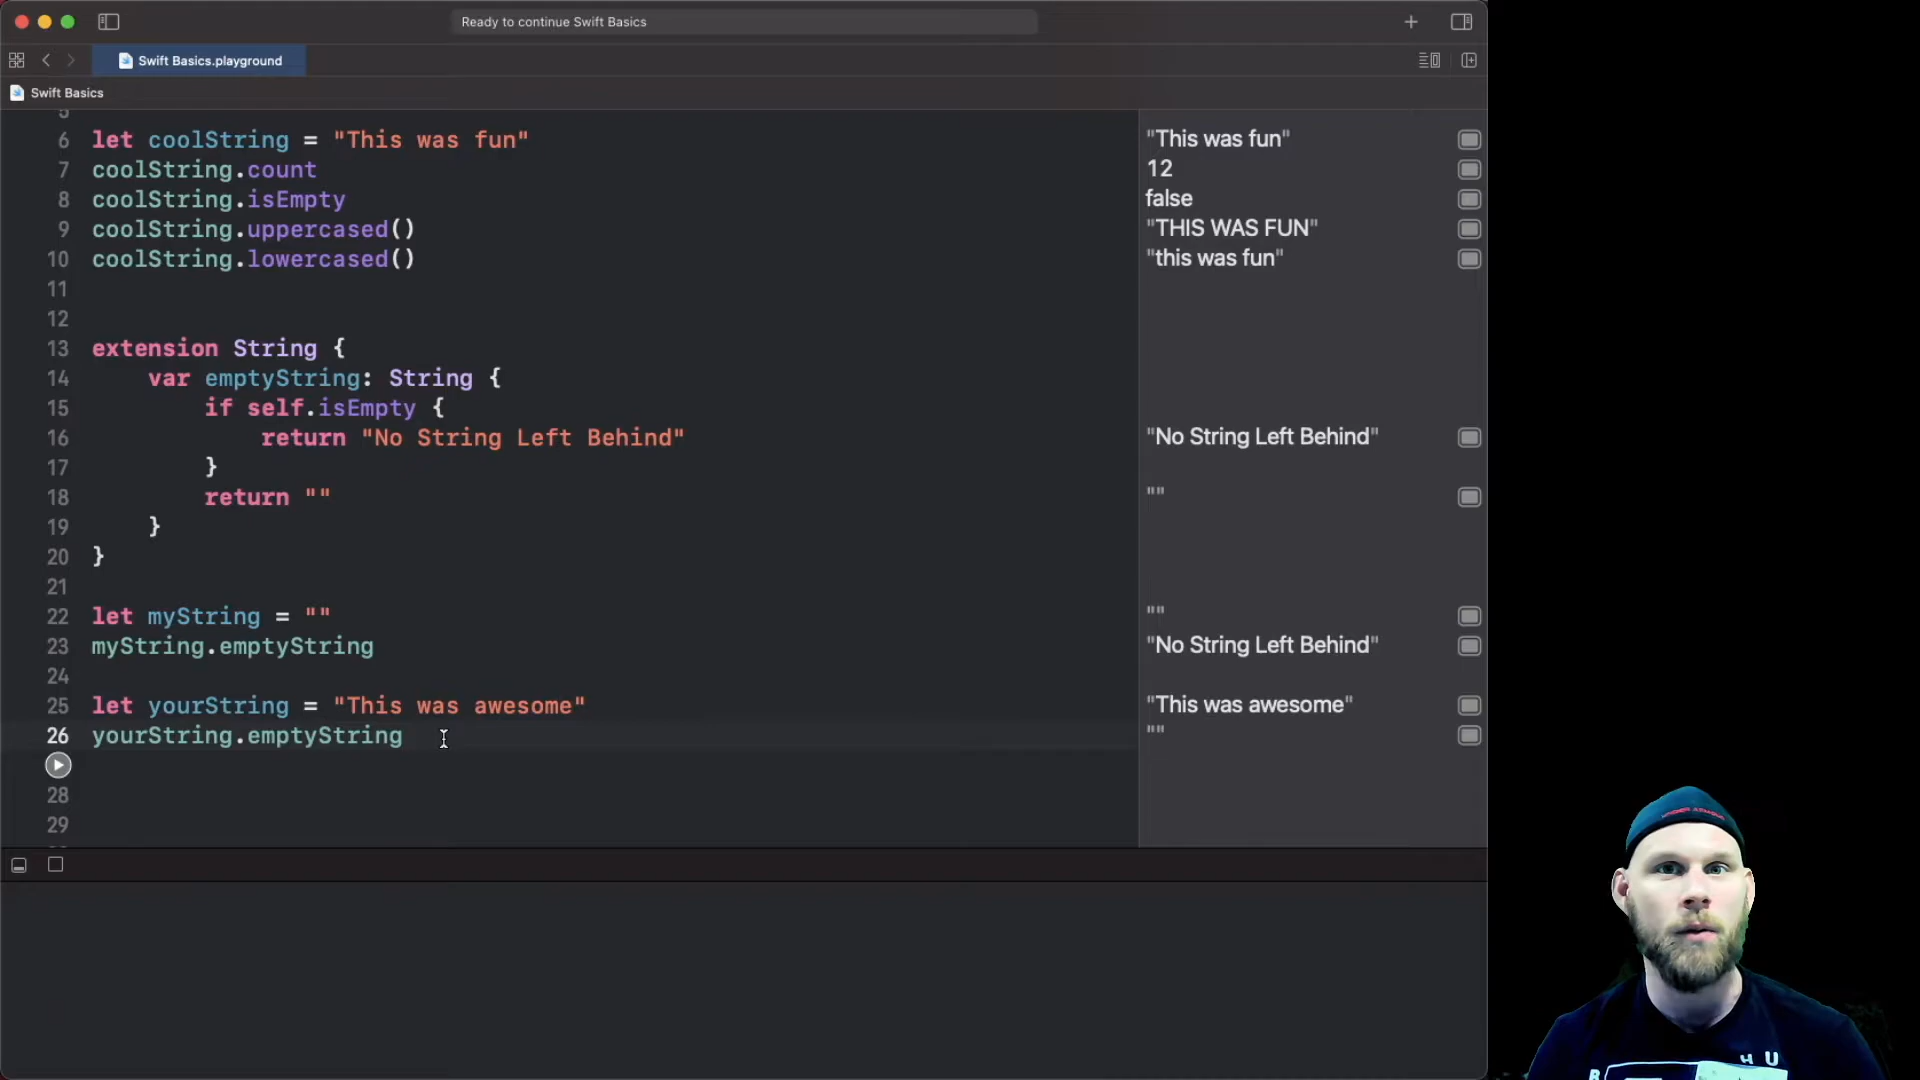 Ready to continue Swift Basics
Swift Basics.playground
Swift Basics
5
6 let coolString = "This was fun" "This was fun"
7 coolString.count 12
8 coolString.isEmpty false
9 coolString.uppercased() "THIS WAS FUN"
10 coolString.lowercased() "this was fun"
11
12
13 extension String {
14 var emptyString: String {
15 if self.isEmpty {
16 return "No String Left Behind" "No String Left Behind"
17 }
18 return "" ""
19 }
20 }
21
22 let myString = "" ""
23 myString.emptyString "No String Left Behind"
24
25 let yourString = "This was awesome" "This was awesome"
26 yourString.emptyString ""
28
29
H U